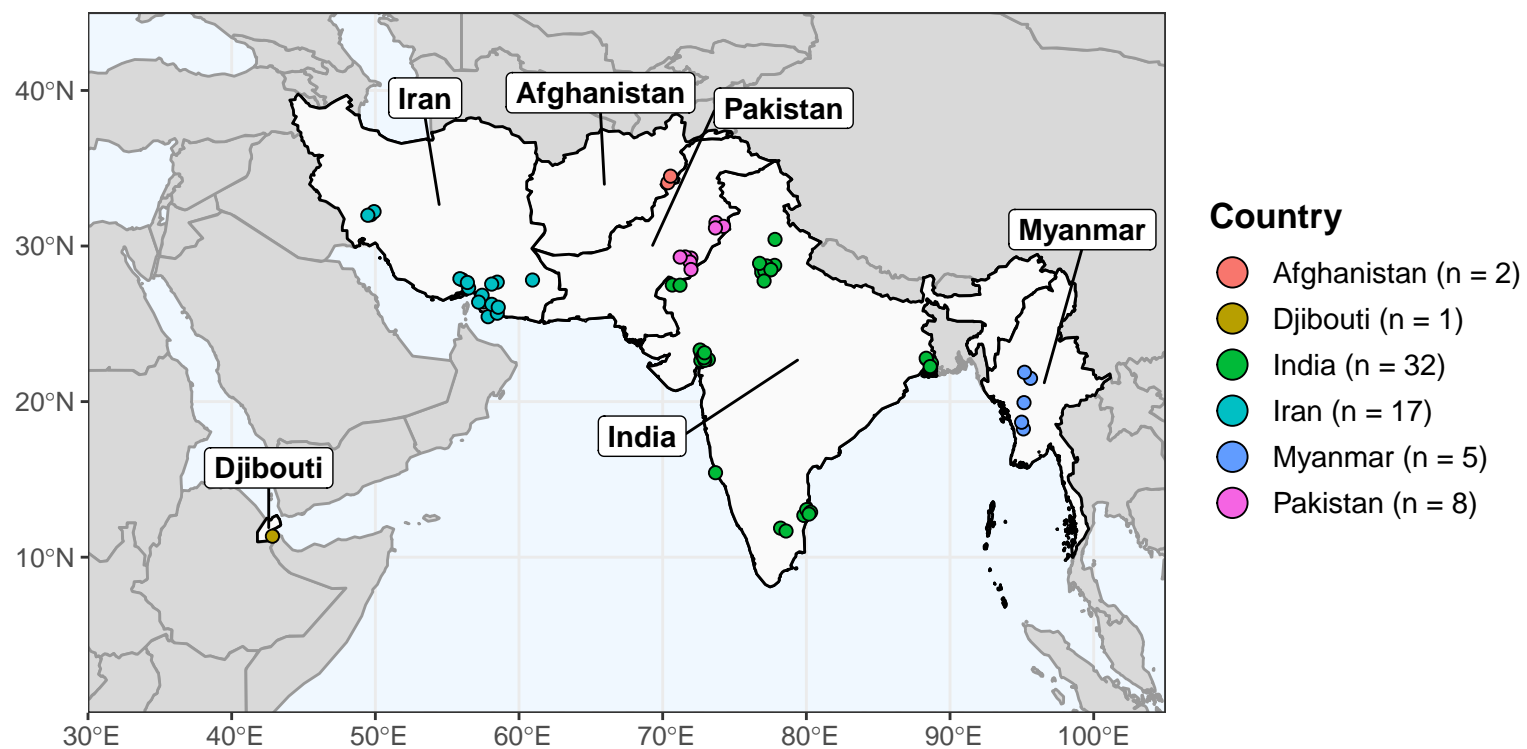 Iran
Afghanistan
Pakistan
Myanmar
India
Djibouti
40°N
30°N
20°N
10°N
30°E
40°E
50°E
60°E
70°E
80°E
90°E
100°E
Country
Afghanistan (n = 2)
Djibouti (n = 1)
India (n = 32)
Iran (n = 17)
Myanmar (n = 5)
Pakistan (n = 8)